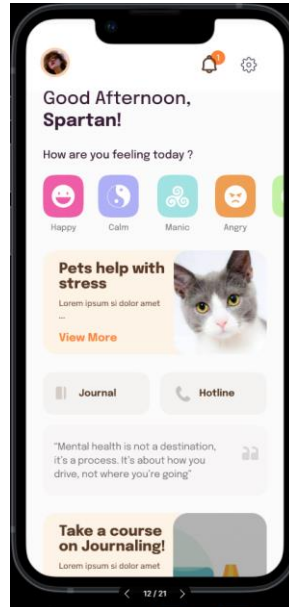 1
Good Afternoon,
Spartan!
How are you feeling today ?
Happy Calm Manic Angry
Pets help with
stress
Lorem ipsum si dolor amet
...
View More
Journal Hotline
“Mental health is not a destination,
it’s a process. It’s about how you
drive, not where you’re going”
Take a course
on Journaling!
Lorem ipsum si dolor amet
12/21